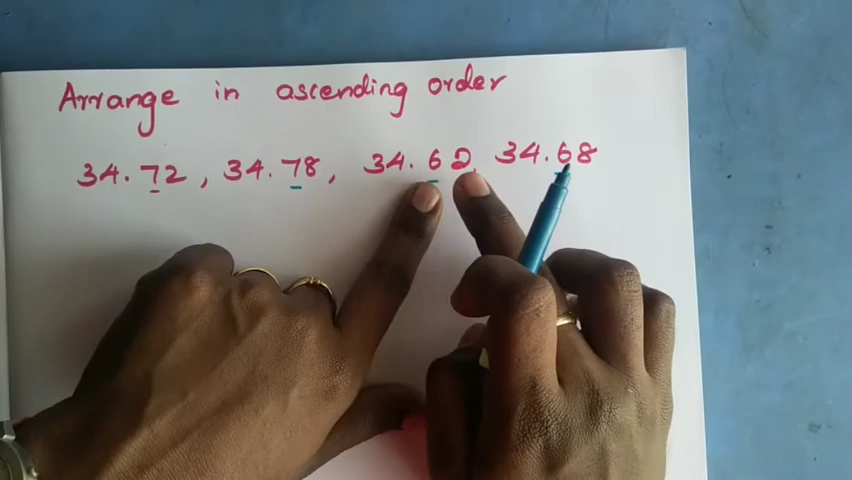 Arrange in ascending order
34.72, 34.78, 34.62, 34.68